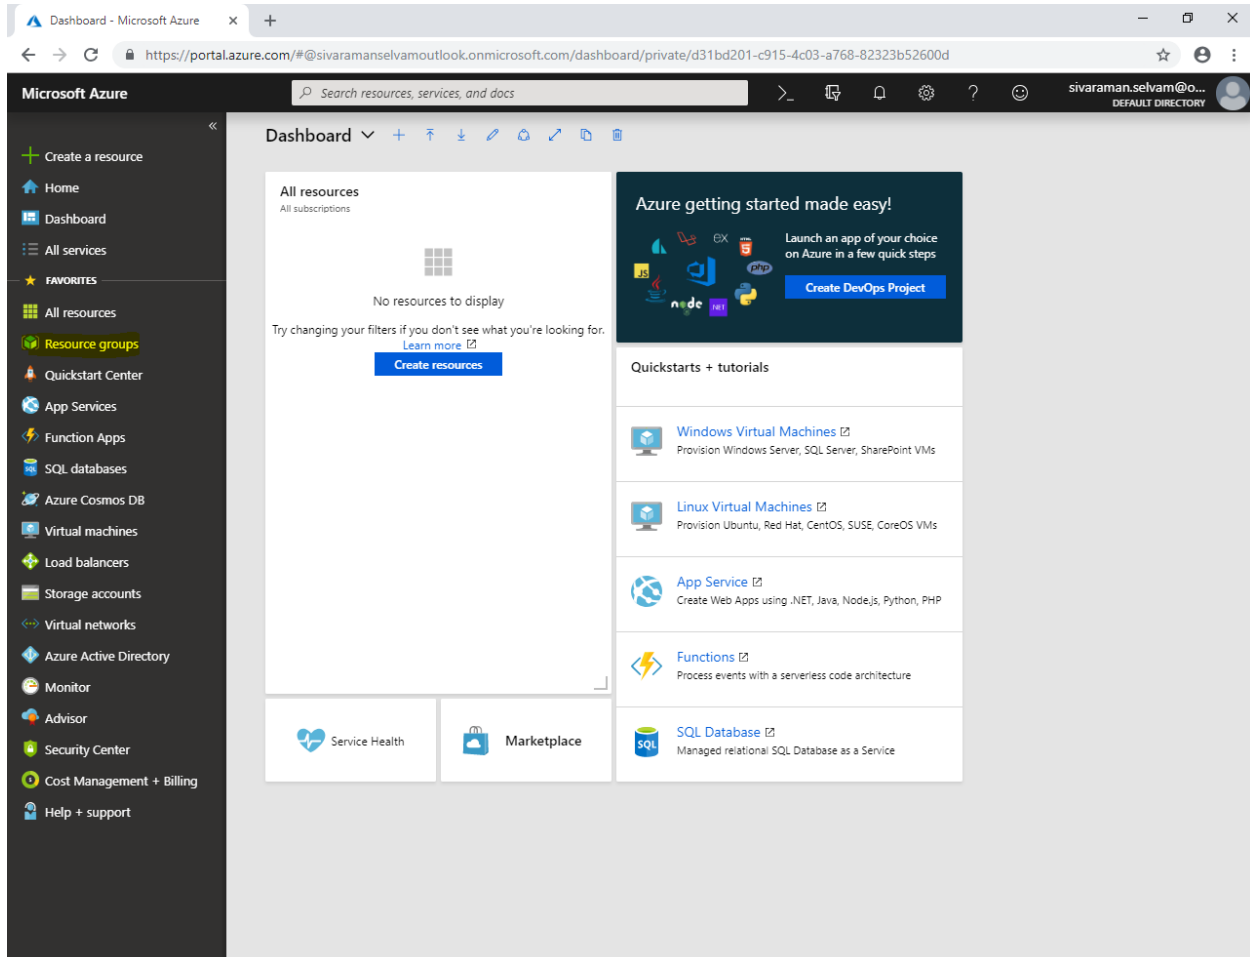 Dashboard - Microsoft Azure
https://portal.azure.com/#@sivaramanselvamoutlook.onmicrosoft.com/dashboard/private/d31bd201-c915-4c03-a768-82323b52600d
Microsoft Azure
Search resources, services, and docs
sivaraman.selvam@o...
DEFAULT DIRECTORY
Create a resource
Home
Dashboard
All services
FAVORITES
All resources
Resource groups
Quickstart Center
App Services
Function Apps
SQL databases
Azure Cosmos DB
Virtual machines
Load balancers
Storage accounts
Virtual networks
Azure Active Directory
Monitor
Advisor
Security Center
Cost Management + Billing
Help + support
Dashboard
All resources
All subscriptions
No resources to display
Try changing your filters if you don't see what you're looking for.
Learn more
Create resources
Service Health
Marketplace
Azure getting started made easy!
ex
HTML
5
JS
php
node
.NET
Launch an app of your choice
on Azure in a few quick steps
Create DevOps Project
Quickstarts + tutorials
Windows Virtual Machines
Provision Windows Server, SQL Server, SharePoint VMs
Linux Virtual Machines
Provision Ubuntu, Red Hat, CentOS, SUSE, CoreOS VMs
App Service
Create Web Apps using .NET, Java, Node.js, Python, PHP
Functions
Process events with a serverless code architecture
SQL
SQL Database
Managed relational SQL Database as a Service